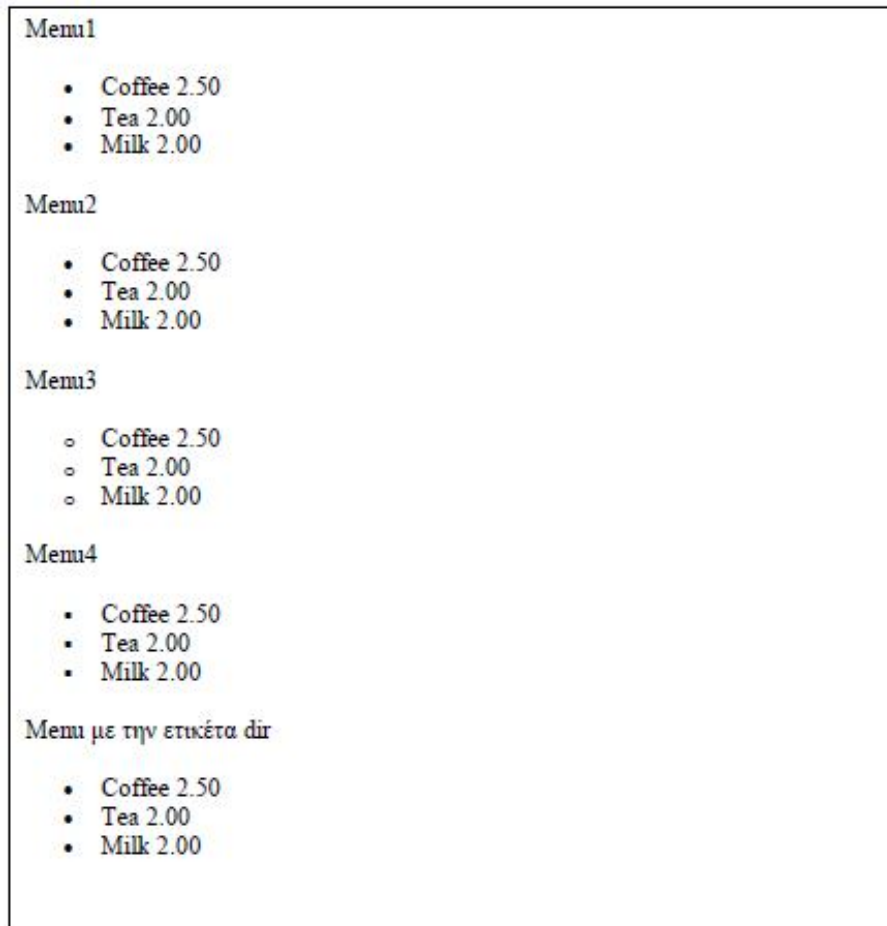 Menu1
• Coffee 2.50
• Tea 2.00
• Milk 2.00
Menu2
• Coffee 2.50
• Tea 2.00
• Milk 2.00
Menu3
o Coffee 2.50
o Tea 2.00
o Milk 2.00
Menu4
▪ Coffee 2.50
▪ Tea 2.00
▪ Milk 2.00
Menu με την ετικέτα dir
• Coffee 2.50
• Tea 2.00
• Milk 2.00